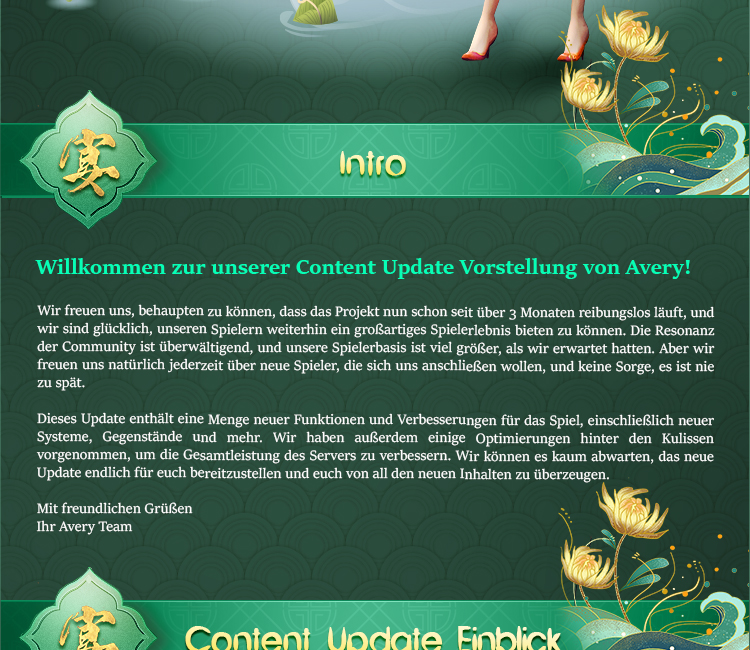 宴
Intro
Willkommen zur unserer Content Update Vorstellung von Avery!
Wir freuen uns, behaupten zu können, dass das Projekt nun schon seit über 3 Monaten reibungslos läuft, und
wir sind glücklich, unseren Spielern weiterhin ein großartiges Spielerlebnis bieten zu können. Die Resonanz
der Community ist überwältigend, und unsere Spielerbasis ist viel größer, als wir erwartet hatten. Aber wir
freuen uns natürlich jederzeit über neue Spieler, die sich uns anschließen wollen, und keine Sorge, es ist nie
zu spät.
Dieses Update enthält eine Menge neuer Funktionen und Verbesserungen für das Spiel, einschließlich neuer
Systeme, Gegenstände und mehr. Wir haben außerdem einige Optimierungen hinter den Kulissen
vorgenommen, um die Gesamtleistung des Servers zu verbessern. Wir können es kaum abwarten, das neue
Update endlich für euch bereitzustellen und euch von all den neuen Inhalten zu überzeugen.
Mit freundlichen Grüßen
Ihr Avery Team
宴
Content Update Einblick